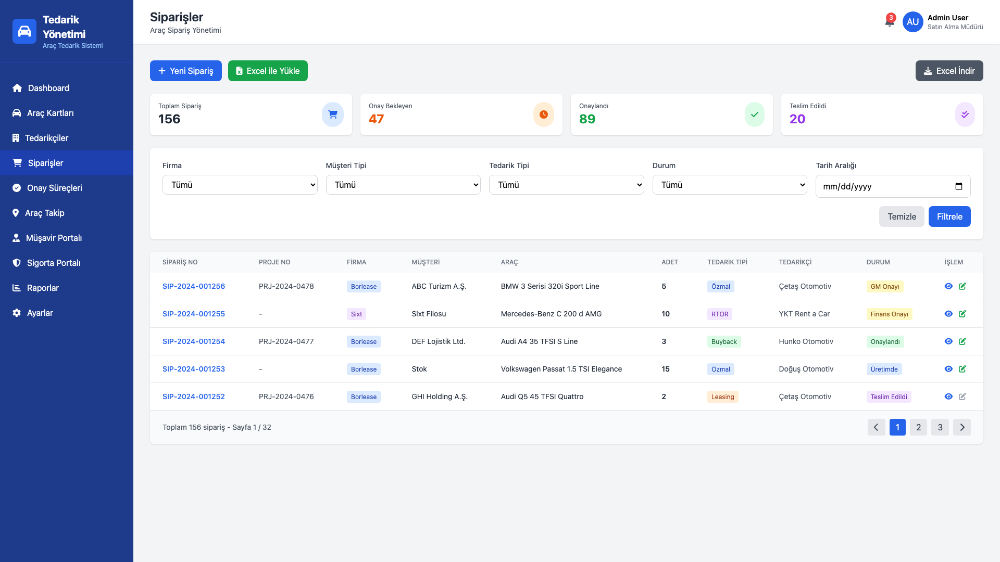 Tedarik
Yönetimi
Araç Tedarik Sistemi
Dashboard
Araç Kartları
Tedarikçiler
Siparişler
Onay Süreçleri
Araç Takip
Müşavir Portalı
Sigorta Portalı
Raporlar
Ayarlar
Siparişler
Araç Sipariş Yönetimi
3
AU
Admin User
Satın Alma Müdürü
Yeni Sipariş
Excel ile Yükle
Excel İndir
Toplam Sipariş
156
Onay Bekleyen
47
Onaylandı
89
Teslim Edildi
20
Firma
Tümü
Müşteri Tipi
Tümü
Tedarik Tipi
Tümü
Durum
Tümü
Tarih Aralığı
mm/dd/yyyy
Temizle
Filtrele
SİPARİŞ NO PROJE NO FİRMA MÜŞTERİ ARAÇ ADET TEDARİK TİPİ TEDARİKÇİ DURUM İŞLEM
SIP-2024-001256 PRJ-2024-0478 Borlease ABC Turizm A.Ş. BMW 3 Serisi 320i Sport Line 5 Özmal Çetaş Otomotiv GM Onayı
SIP-2024-001255 - Sixt Sixt Filosu Mercedes-Benz C 200 d AMG 10 RTOR YKT Rent a Car Finans Onayı
SIP-2024-001254 PRJ-2024-0477 Borlease DEF Lojistik Ltd. Audi A4 35 TFSI S Line 3 Buyback Hunko Otomotiv Onaylandı
SIP-2024-001253 - Borlease Stok Volkswagen Passat 1.5 TSI Elegance 15 Özmal Doğuş Otomotiv Üretimde
SIP-2024-001252 PRJ-2024-0476 Borlease GHI Holding A.Ş. Audi Q5 45 TFSI Quattro 2 Leasing Çetaş Otomotiv Teslim Edildi
Toplam 156 sipariş - Sayfa 1 / 32
1 2 3